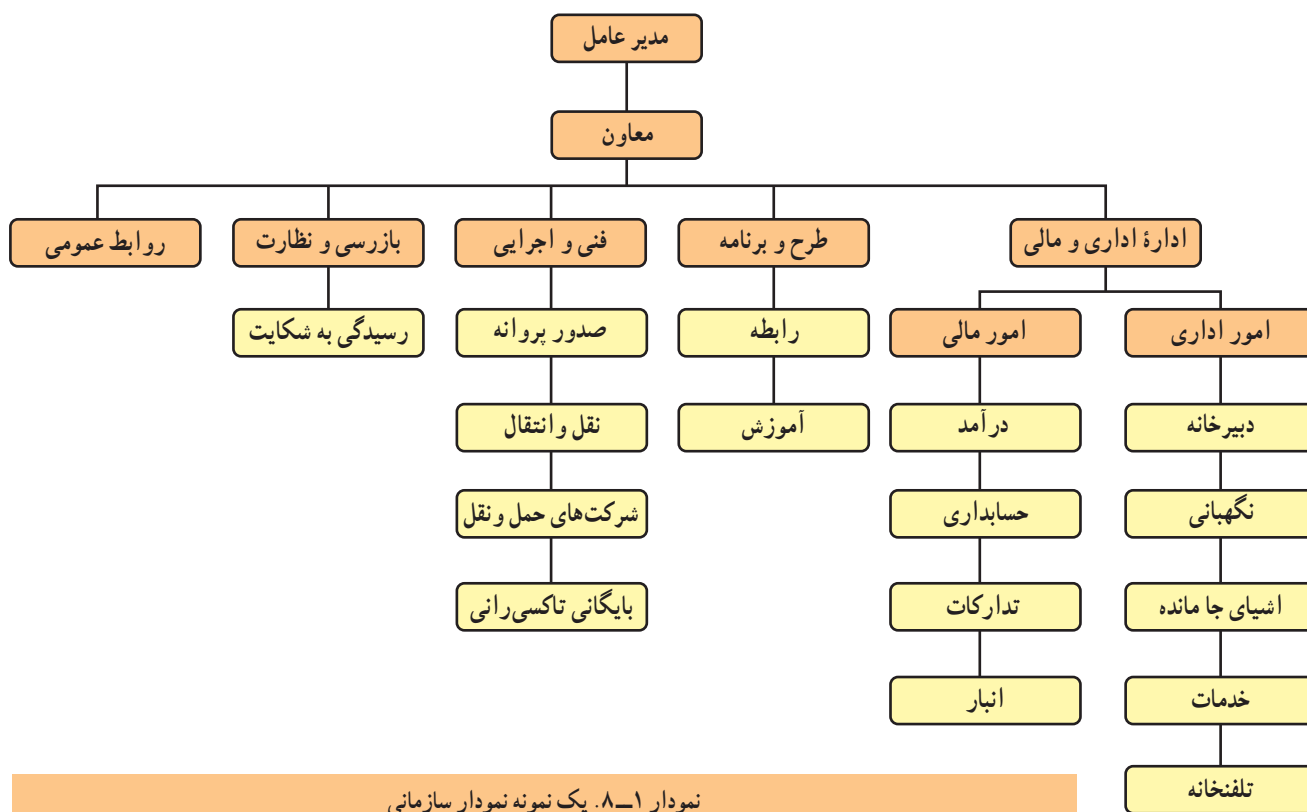 مدیر عامل
معاون
ادارۀ اداری و مالی
طرح و برنامه
فنی و اجرایی
بازرسی و نظارت
روابط عمومی
امور اداری
امور مالی
رابطه
صدور پروانه
رسیدگی به شکایت
دبیرخانه
درآمد
آموزش
نقل و انتقال
نگهبانی
حسابداری
شرکت‌های حمل و نقل
اشیای جا مانده
تدارکات
بایگانی تاکسی‌رانی
خدمات
انبار
تلفنخانه
نمودار ۱ــ۸. یک نمونه نمودار سازمانی